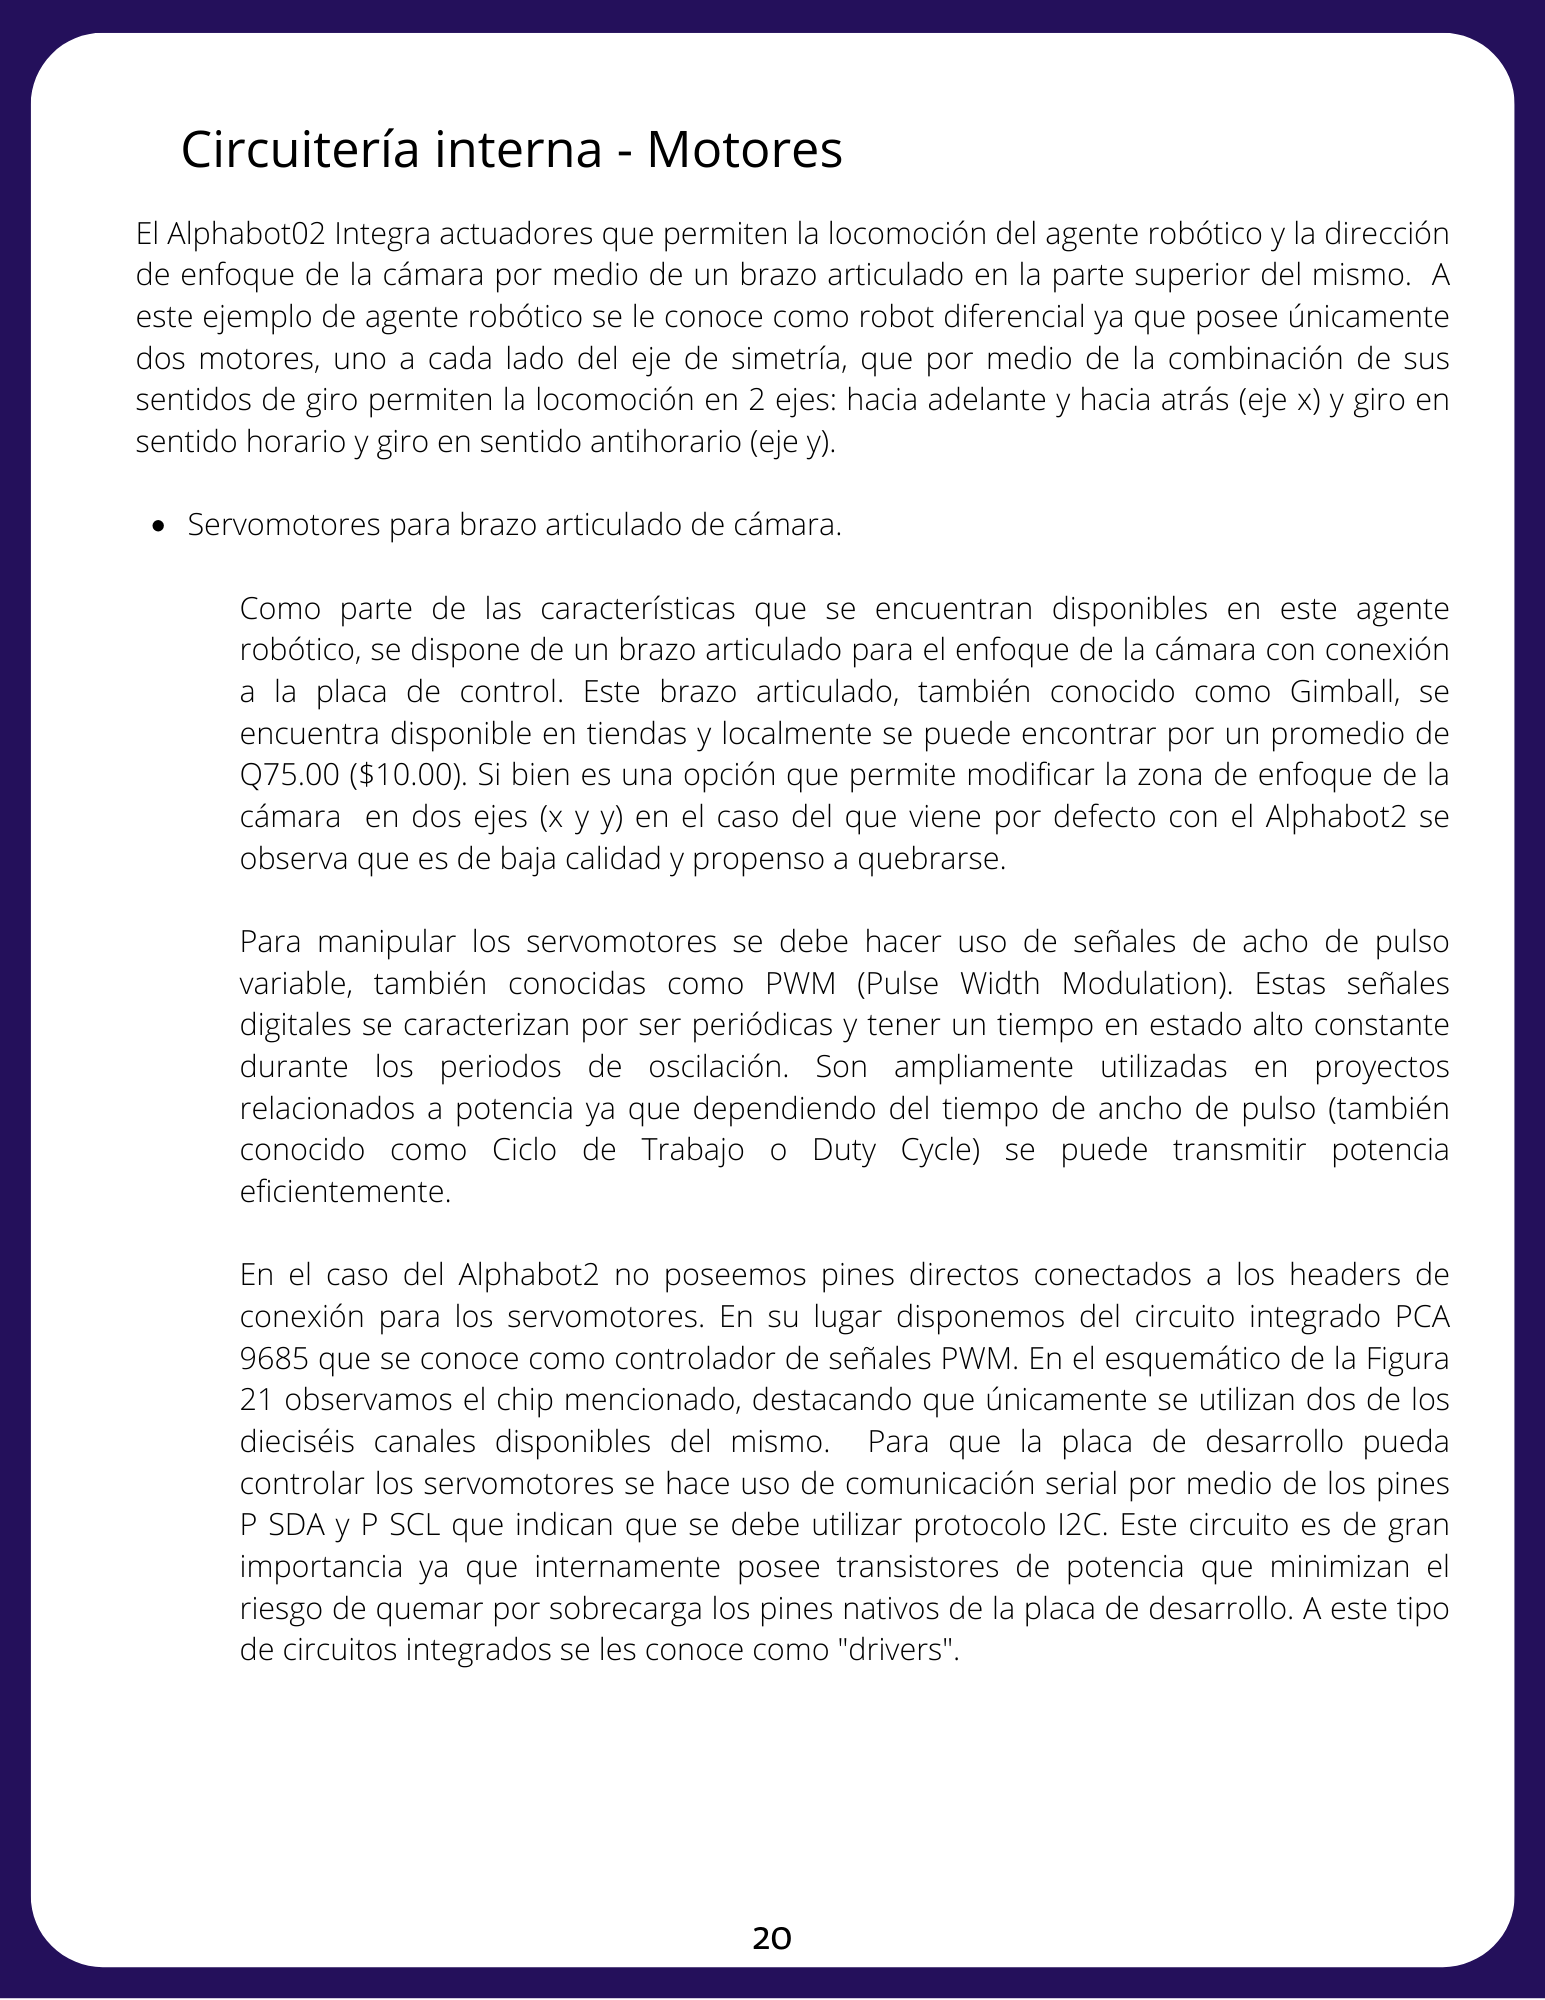 Circuitería interna - Motores
El Alphabot02 Integra actuadores que permiten la locomoción del agente robótico y la dirección
de enfoque de la cámara por medio de un brazo articulado en la parte superior del mismo. A
este ejemplo de agente robótico se le conoce como robot diferencial ya que posee únicamente
dos motores, uno a cada lado del eje de simetría, que por medio de la combinación de sus
sentidos de giro permiten la locomoción en 2 ejes: hacia adelante y hacia atrás (eje x) y giro en
sentido horario y giro en sentido antihorario (eje y).
• Servomotores para brazo articulado de cámara.
Como parte de las características que se encuentran disponibles en este agente
robótico, se dispone de un brazo articulado para el enfoque de la cámara con conexión
a la placa de control. Este brazo articulado, también conocido como Gimball, se
encuentra disponible en tiendas y localmente se puede encontrar por un promedio de
Q75.00 ($10.00). Si bien es una opción que permite modificar la zona de enfoque de la
cámara en dos ejes (x y y) en el caso del que viene por defecto con el Alphabot2 se
observa que es de baja calidad y propenso a quebrarse.
Para manipular los servomotores se debe hacer uso de señales de acho de pulso
variable, también conocidas como PWM (Pulse Width Modulation). Estas señales
digitales se caracterizan por ser periódicas y tener un tiempo en estado alto constante
durante los periodos de oscilación. Son ampliamente utilizadas en proyectos
relacionados a potencia ya que dependiendo del tiempo de ancho de pulso (también
conocido como Ciclo de Trabajo o Duty Cycle) se puede transmitir potencia
eficientemente.
En el caso del Alphabot2 no poseemos pines directos conectados a los headers de
conexión para los servomotores. En su lugar disponemos del circuito integrado PCA
9685 que se conoce como controlador de señales PWM. En el esquemático de la Figura
21 observamos el chip mencionado, destacando que únicamente se utilizan dos de los
dieciséis canales disponibles del mismo. Para que la placa de desarrollo pueda
controlar los servomotores se hace uso de comunicación serial por medio de los pines
P SDA y P SCL que indican que se debe utilizar protocolo I2C. Este circuito es de gran
importancia ya que internamente posee transistores de potencia que minimizan el
riesgo de quemar por sobrecarga los pines nativos de la placa de desarrollo. A este tipo
de circuitos integrados se les conoce como "drivers".
20